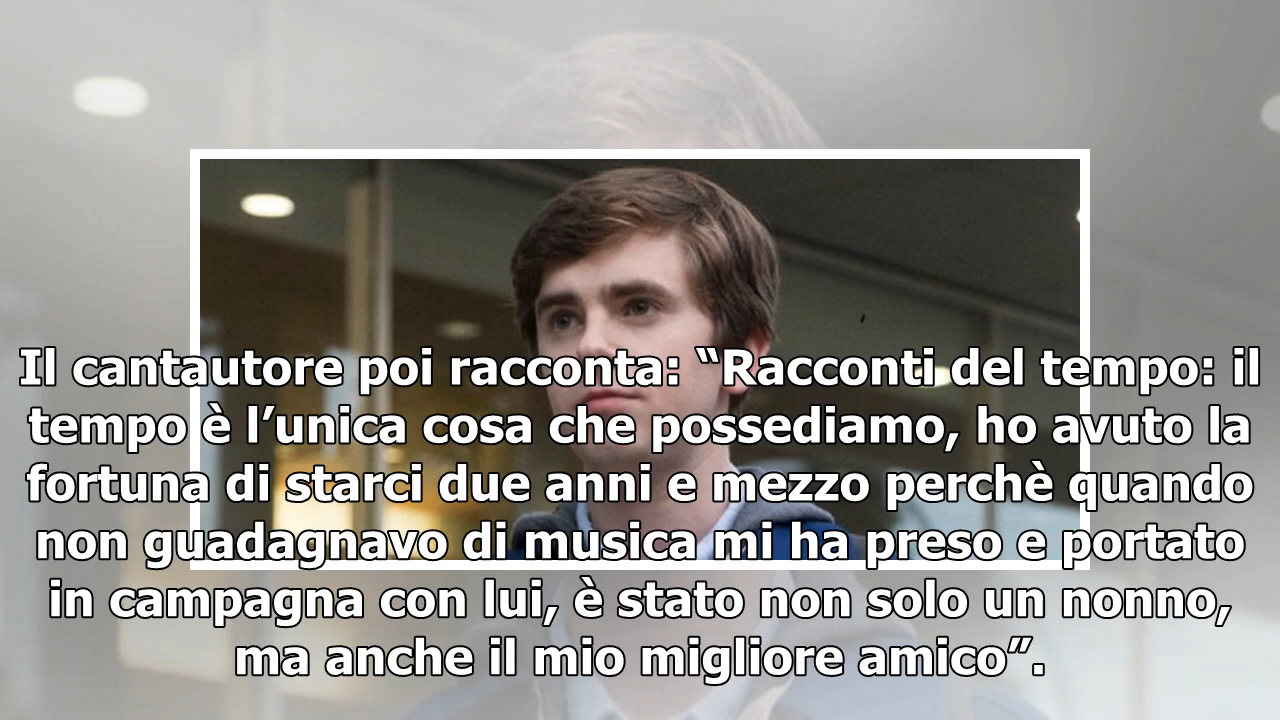 Il cantautore poi racconta: “Racconti del tempo: il
tempo è l’unica cosa che possediamo, ho avuto la
fortuna di starci due anni e mezzo perchè quando
non guadagnavo di musica mi ha preso e portato
in campagna con lui, è stato non solo un nonno,
ma anche il mio migliore amico”.